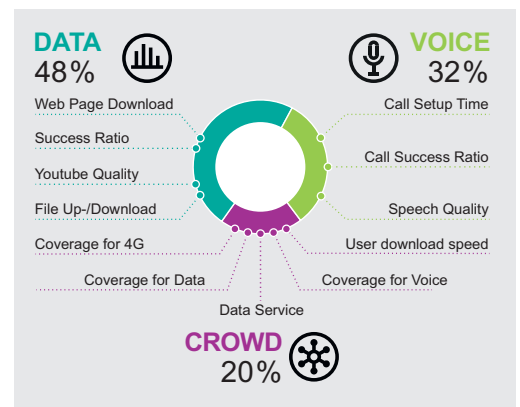 DATA
48%
VOICE
32%
Web Page Download
Call Setup Time
Success Ratio
Call Success Ratio
Youtube Quality
File Up-/Download
Speech Quality
Coverage for 4G
User download speed
Coverage for Data
Coverage for Voice
Data Service
CROWD
20%